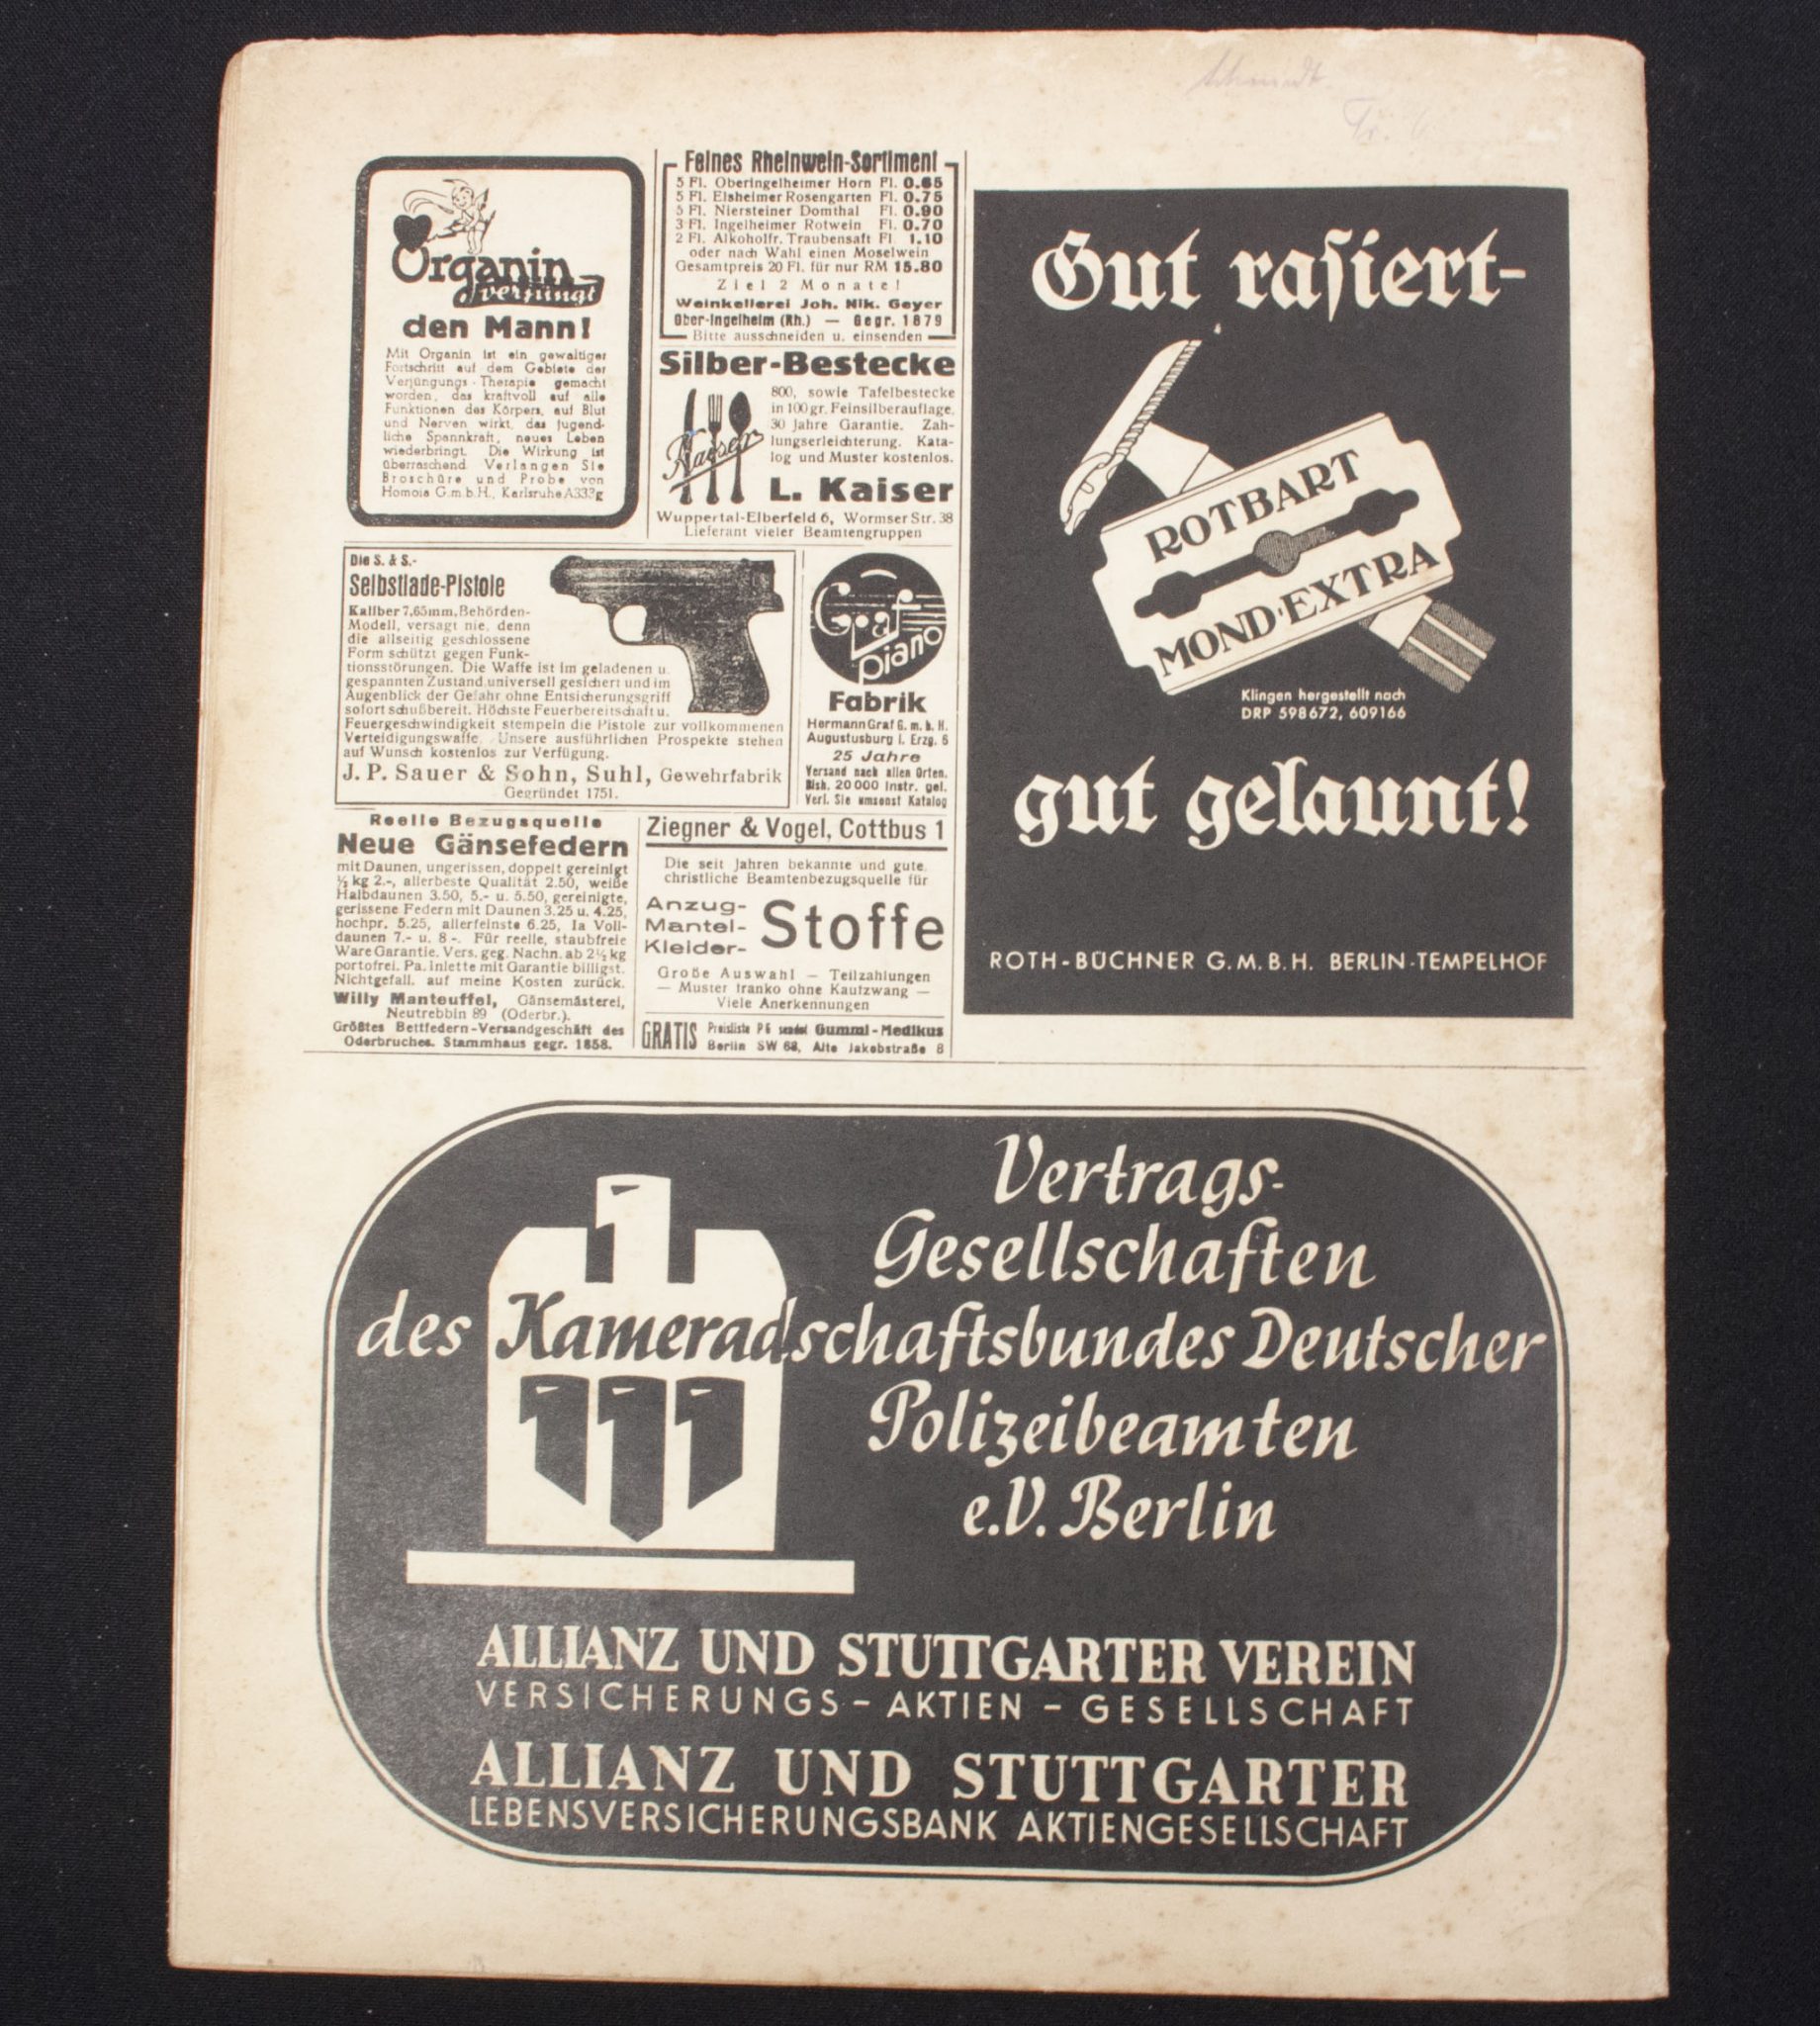 Schmidt
Organin
verjüngt
den Mann!
Mit Organin ist ein gewaltiger
Fortschritt auf dem Gebiete der
Verjüngungs-Therapie gemacht
worden, das kraftvoll auf alle
Funktionen des Körpers, auf Blut
und Nerven wirkt, das jugend-
liche Spannkraft, neues Leben
wiederbringt. Die Wirkung ist
überraschend. Verlangen Sie
Broschüre und Probe von
Homoia G.m.b.H., Karlsruhe
Feines Rheinwein-Sortiment
5 Fl. Oberingelheimer Horn Fl. 0.65
5 Fl. Elsheimer Rosengarten Fl. 0.75
5 Fl. Niersteiner Domthal Fl. 0.90
3 Fl. Ingelheimer Rotwein Fl. 0.70
2 Fl. Alkoholfr. Traubensaft Fl 1.10
oder nach Wahl einen Moselwein
Gesamtpreis 20 Fl. für nur RM 15.80
Ziel 2 Monate!
Weinkellerei Joh. Nik. Geyer
Ober-Ingelheim (Rh.) — Gegr. 1879
Bitte ausschneiden u. einsenden
Silber-Bestecke
800, sowie Tafelbestecke
in 100 gr. Feinsilberauflage.
30 Jahre Garantie. Zah-
lungserleichterung. Kata-
log und Muster kostenlos.
Kaiser
L. Kaiser
Wuppertal-Elberfeld 6, Wormser Str. 38
Lieferant vieler Beamtengruppen
Die S. & S.-
Selbstlade-Pistole
Kaliber 7,65mm, Behörden-
Modell, versagt nie, denn
die allseitig geschlossene
Form schützt gegen Funk-
tionsstörungen. Die Waffe ist im geladenen u.
gespannten Zustand universell gesichert und im
Augenblick der Gefahr ohne Entsicherungsgriff
sofort schußbereit. Höchste Feuerbereitschaft u.
Feuergeschwindigkeit stempeln die Pistole zur vollkommenen
Verteidigungswaffe. Unsere ausführlichen Prospekte stehen
auf Wunsch kostenlos zur Verfügung.
J. P. Sauer & Sohn, Suhl, Gewehrfabrik
Gegründet 1751.
Graf
Piano
Fabrik
Hermann Graf G. m. b. H.
Augustusburg i. Erzg. 6
25 Jahre
Versand nach allen Orten.
Bish. 20000 Instr. gel.
Verl. Sie umsonst Katalog
Reelle Bezugsquelle
Neue Gänsefedern
mit Daunen, ungerissen, doppelt gereinigt
½ kg 2.-, allerbeste Qualität 2.50, weiße
Halbdaunen 3.50, 5.- u. 5.50, gereinigte,
gerissene Federn mit Daunen 3.25 u. 4.25,
hochpr. 5.25, allerfeinste 6.25, Ia Voll-
daunen 7.- u. 8.-. Für reelle, staubfreie
Ware Garantie. Vers. geg. Nachn. ab 2½ kg
portofrei. Pa. Inlette mit Garantie billigst.
Nichtgefall. auf meine Kosten zurück.
Willy Manteuffel, Gänsemästerei,
Neutrebbin 89 (Oderbr.).
Größtes Bettfedern-Versandgeschäft des
Oderbruches. Stammhaus gegr. 1858.
Ziegner & Vogel, Cottbus 1
Die seit Jahren bekannte und gute,
christliche Beamtenbezugsquelle für
Anzug-
Mantel-
Kleider-
Stoffe
Große Auswahl — Teilzahlungen
— Muster franko ohne Kaufzwang —
Viele Anerkennungen
GRATIS Preisliste P 6 sendet Gummi-Medikus
Berlin SW 68, Alte Jakobstraße 8
Gut rasiert-
ROTBART
MOND-EXTRA
Klingen hergestellt nach
DRP 598672, 609166
gut gelaunt!
ROTH-BÜCHNER G.M.B.H. BERLIN-TEMPELHOF
Vertrags-
Gesellschaften
des Kameradschaftsbundes Deutscher
Polizeibeamten
e.V. Berlin
ALLIANZ UND STUTTGARTER VEREIN
VERSICHERUNGS-AKTIEN-GESELLSCHAFT
ALLIANZ UND STUTTGARTER
LEBENSVERSICHERUNGSBANK AKTIENGESELLSCHAFT